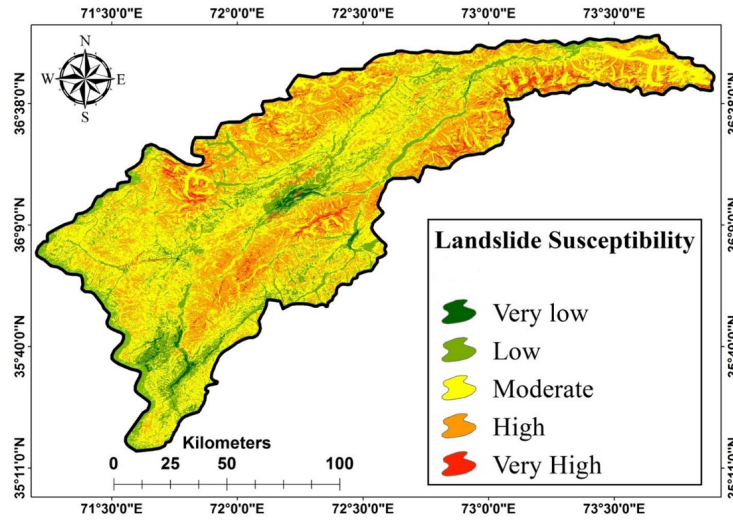 71°30'0"E 72°0'0"E 72°30'0"E 73°0'0"E 73°30'0"E
N
W E
S
36°38'0"N
36°38'0"N
36°9'0"N
36°9'0"N
35°40'0"N
35°40'0"N
35°11'0"N
35°11'0"N
Landslide Susceptibility
Very low
Low
Moderate
High
Very High
Kilometers
0 25 50 100
71°30'0"E 72°0'0"E 72°30'0"E 73°0'0"E 73°30'0"E